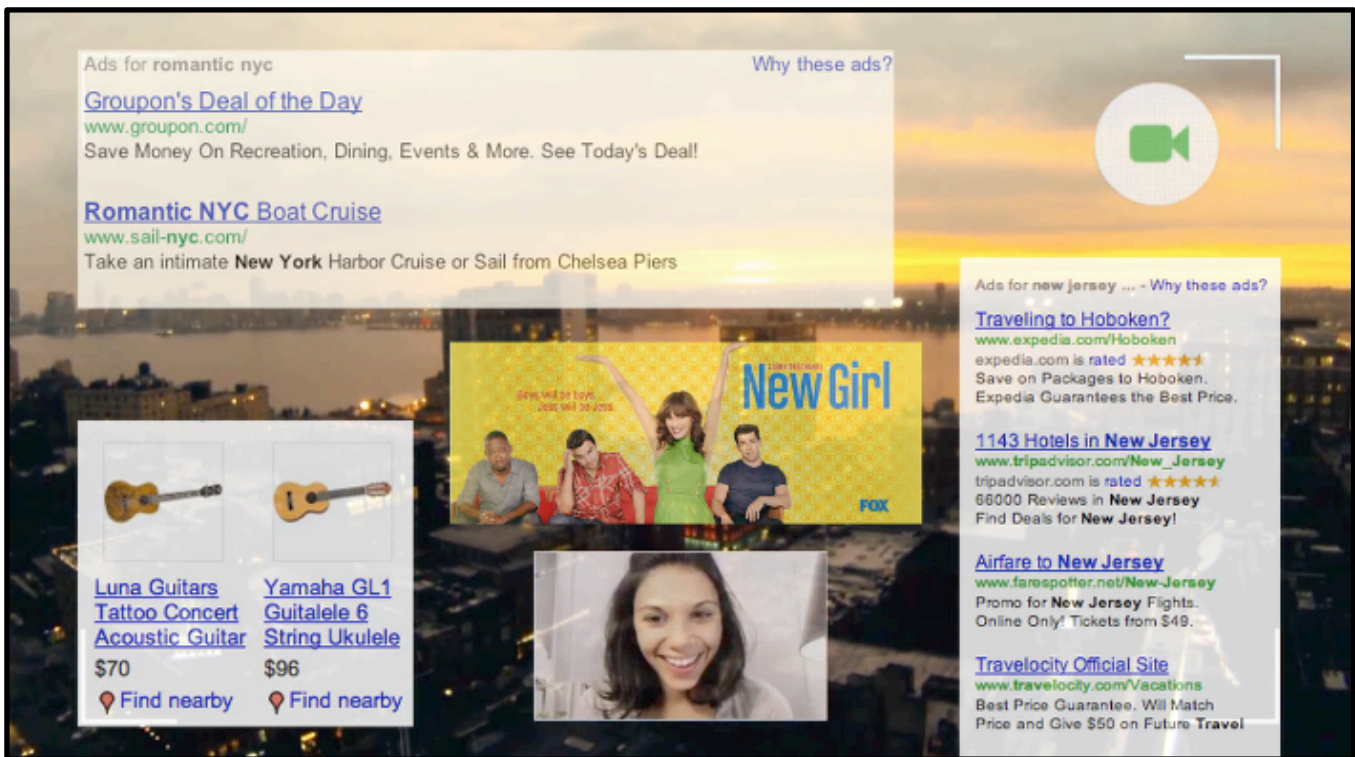 Ads for romantic nyc
Why these ads?
Groupon's Deal of the Day
www.groupon.com/
Save Money On Recreation, Dining, Events & More. See Today's Deal!
Romantic NYC Boat Cruise
www.sail-nyc.com/
Take an intimate New York Harbor Cruise or Sail from Chelsea Piers
Ads for new jersey ... - Why these ads?
Traveling to Hoboken?
www.expedia.com/Hoboken
expedia.com is rated
Save on Packages to Hoboken.
Expedia Guarantees the Best Price.
1143 Hotels in New Jersey
www.tripadvisor.com/New_Jersey
tripadvisor.com is rated
66000 Reviews in New Jersey
Find Deals for New Jersey!
Airfare to New Jersey
www.farespotter.net/New-Jersey
Promo for New Jersey Flights.
Online Only! Tickets from $49.
Travelocity Official Site
www.travelocity.com/Vacations
Best Price Guarantee. Will Match
Price and Give $50 on Future Travel
New Girl
Boys will be boys.
Jess will be Jess.
FOX
Luna Guitars
Tattoo Concert
Acoustic Guitar
$70
Find nearby
Yamaha GL1
Guitalele 6
String Ukulele
$96
Find nearby